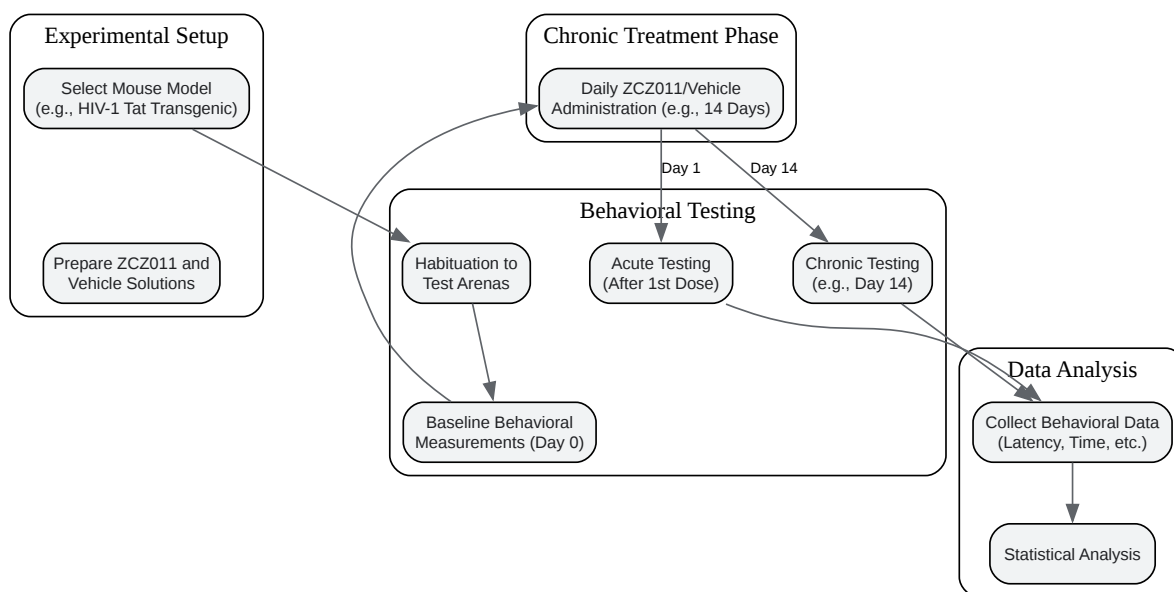 Experimental Setup
Select Mouse Model
(e.g., HIV-1 Tat Transgenic)
Prepare ZCZ011 and
Vehicle Solutions
Chronic Treatment Phase
Daily ZCZ011/Vehicle
Administration (e.g., 14 Days)
Day 1
Day 14
Behavioral Testing
Habituation to
Test Arenas
Acute Testing
(After 1st Dose)
Chronic Testing
(e.g., Day 14)
Baseline Behavioral
Measurements (Day 0)
Data Analysis
Collect Behavioral Data
(Latency, Time, etc.)
Statistical Analysis